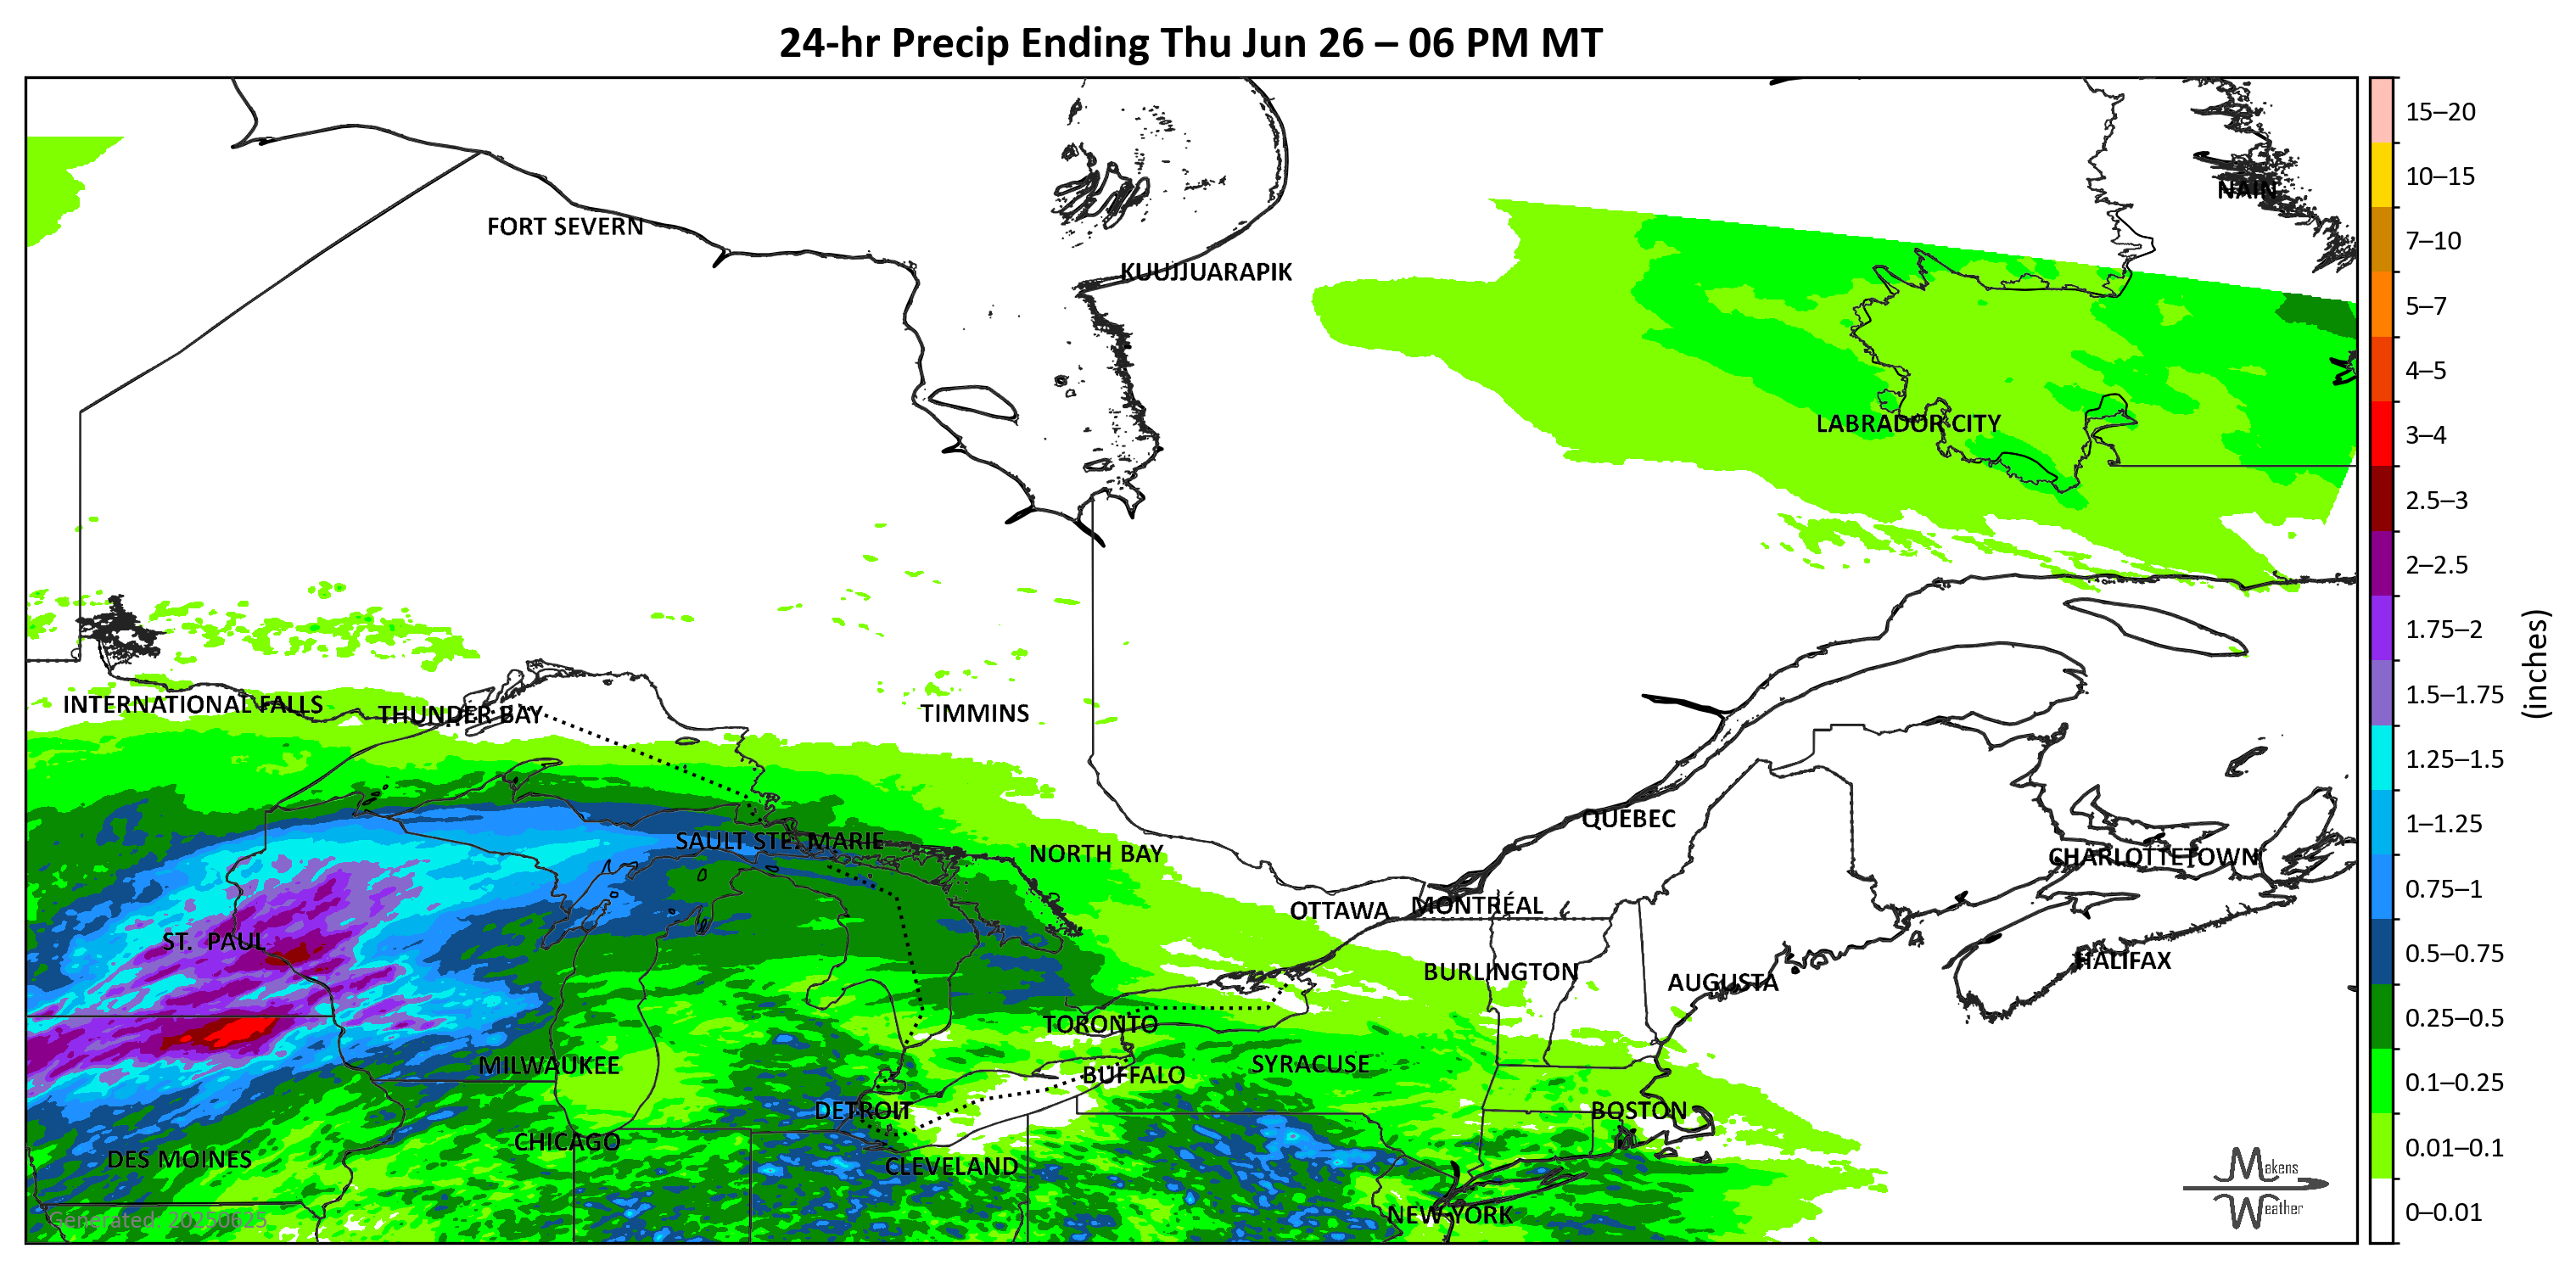 24-hr Precip Ending Thu Jun 26 – 06 PM MT
15–20
10–15
NAIN
7–10
FORT SEVERN
KUUJJUARAPIK
5–7
4–5
LABRADOR CITY
3–4
2.5–3
2–2.5
1.75–2
(inches)
1.5–1.75
INTERNATIONAL FALLS
THUNDER BAY
TIMMINS
1.25–1.5
QUEBEC
1–1.25
SAULT STE. MARIE
NORTH BAY
CHARLOTTETOWN
0.75–1
OTTAWA
MONTRÉAL
ST. PAUL
0.5–0.75
HALIFAX
BURLINGTON
AUGUSTA
0.25–0.5
TORONTO
MILWAUKEE
SYRACUSE
BUFFALO
0.1–0.25
DETROIT
BOSTON
CHICAGO
0.01–0.1
DES MOINES
CLEVELAND
Makens
Weather
NEW YORK
0–0.01
Generated: 20250625